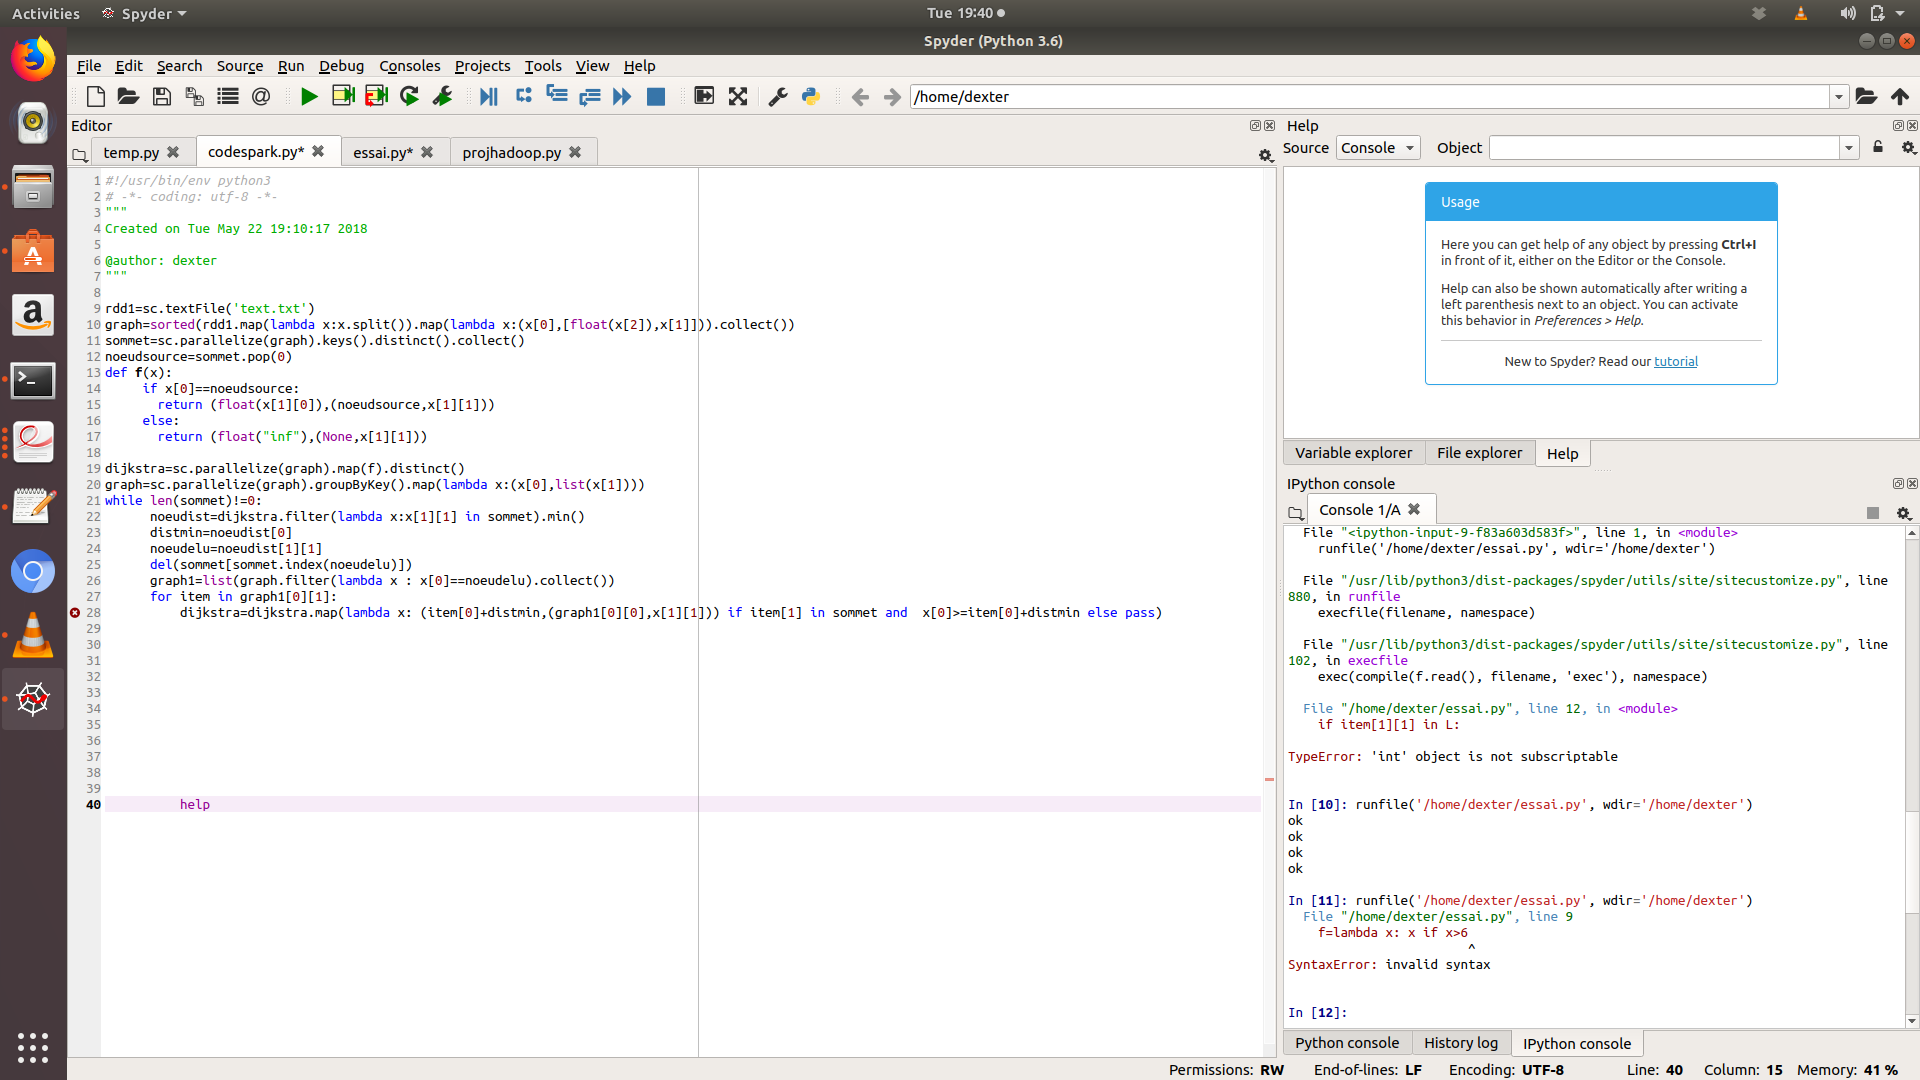 Activities
Spyder
Tue 19:40
Spyder (Python 3.6)
File Edit Search Source Run Debug Consoles Projects Tools View Help
/home/dexter
Editor
temp.py
codespark.py*
essai.py*
projhadoop.py
1 #!/usr/bin/env python3
2 # -*- coding: utf-8 -*-
3 """
4 Created on Tue May 22 19:10:17 2018
5
6 @author: dexter
7 """
8
9 rdd1=sc.textFile('text.txt')
10 graph=sorted(rdd1.map(lambda x:x.split()).map(lambda x:(x[0],[float(x[2]),x[1]])).collect())
11 sommet=sc.parallelize(graph).keys().distinct().collect()
12 noeudsource=sommet.pop(0)
13 def f(x):
14      if x[0]==noeudsource:
15        return (float(x[1][0]),(noeudsource,x[1][1]))
16      else:
17        return (float("inf"),(None,x[1][1]))
18
19 dijkstra=sc.parallelize(graph).map(f).distinct()
20 graph=sc.parallelize(graph).groupByKey().map(lambda x:(x[0],list(x[1])))
21 while len(sommet)!=0:
22       noeudist=dijkstra.filter(lambda x:x[1][1] in sommet).min()
23       distmin=noeudist[0]
24       noeudelu=noeudist[1][1]
25       del(sommet[sommet.index(noeudelu)])
26       graph1=list(graph.filter(lambda x : x[0]==noeudelu).collect())
27       for item in graph1[0][1]:
28           dijkstra=dijkstra.map(lambda x: (item[0]+distmin,(graph1[0][0],x[1][1])) if item[1] in sommet and  x[0]>=item[0]+distmin else pass)
29
30
31
32
33
34
35
36
37
38
39
40           help
Help
Source Console Object
Usage
Here you can get help of any object by pressing Ctrl+I
in front of it, either on the Editor or the Console.
Help can also be shown automatically after writing a
left parenthesis next to an object. You can activate
this behavior in Preferences > Help.
New to Spyder? Read our tutorial
Variable explorer File explorer Help
IPython console
Console 1/A
File "<ipython-input-9-f83a603d583f>", line 1, in <module>
runfile('/home/dexter/essai.py', wdir='/home/dexter')
File "/usr/lib/python3/dist-packages/spyder/utils/site/sitecustomize.py", line
880, in runfile
execfile(filename, namespace)
File "/usr/lib/python3/dist-packages/spyder/utils/site/sitecustomize.py", line
102, in execfile
exec(compile(f.read(), filename, 'exec'), namespace)
File "/home/dexter/essai.py", line 12, in <module>
if item[1][1] in L:
TypeError: 'int' object is not subscriptable
In [10]: runfile('/home/dexter/essai.py', wdir='/home/dexter')
ok
ok
ok
ok
In [11]: runfile('/home/dexter/essai.py', wdir='/home/dexter')
File "/home/dexter/essai.py", line 9
f=lambda x: x if x>6
^
SyntaxError: invalid syntax
In [12]:
Python console History log IPython console
Permissions: RW End-of-lines: LF Encoding: UTF-8 Line: 40 Column: 15 Memory: 41 %